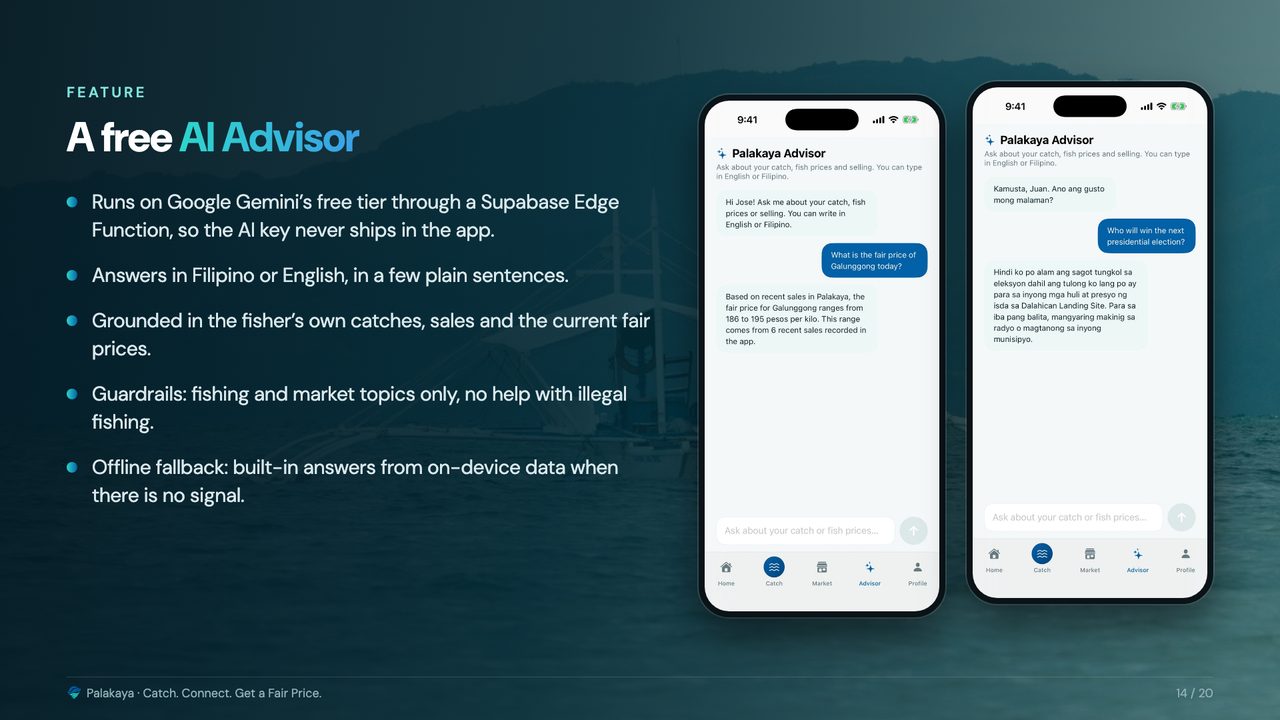 FEATURE
A free AI Advisor
Runs on Google Gemini’s free tier through a Supabase Edge
Function, so the AI key never ships in the app.
Answers in Filipino or English, in a few plain sentences.
Grounded in the fisher’s own catches, sales and the current fair
prices.
Guardrails: fishing and market topics only, no help with illegal
fishing.
Offline fallback: built-in answers from on-device data when
there is no signal.
9:41
Palakaya Advisor
Ask about your catch, fish prices and selling. You can type
in English or Filipino.
Hi Jose! Ask me about your catch, fish
prices or selling. You can write in
English or Filipino.
What is the fair price of
Galunggong today?
Based on recent sales in Palakaya, the
fair price for Galunggong ranges from
186 to 195 pesos per kilo. This range
comes from 6 recent sales recorded in
the app.
Ask about your catch or fish prices...
Home
Catch
Market
Advisor
Profile
9:41
Palakaya Advisor
Ask about your catch, fish prices and selling. You can type
in English or Filipino.
Kamusta, Juan. Ano ang gusto
mong malaman?
Who will win the next
presidential election?
Hindi ko po alam ang sagot tungkol sa
eleksyon dahil ang tulong ko lang po ay
para sa inyong mga huli at presyo ng
isda sa Dalahican Landing Site. Para sa
iba pang balita, mangyaring makinig sa
radyo o magtanong sa inyong
munisipyo.
Ask about your catch or fish prices...
Home
Catch
Market
Advisor
Profile
Palakaya · Catch. Connect. Get a Fair Price.
14 / 20